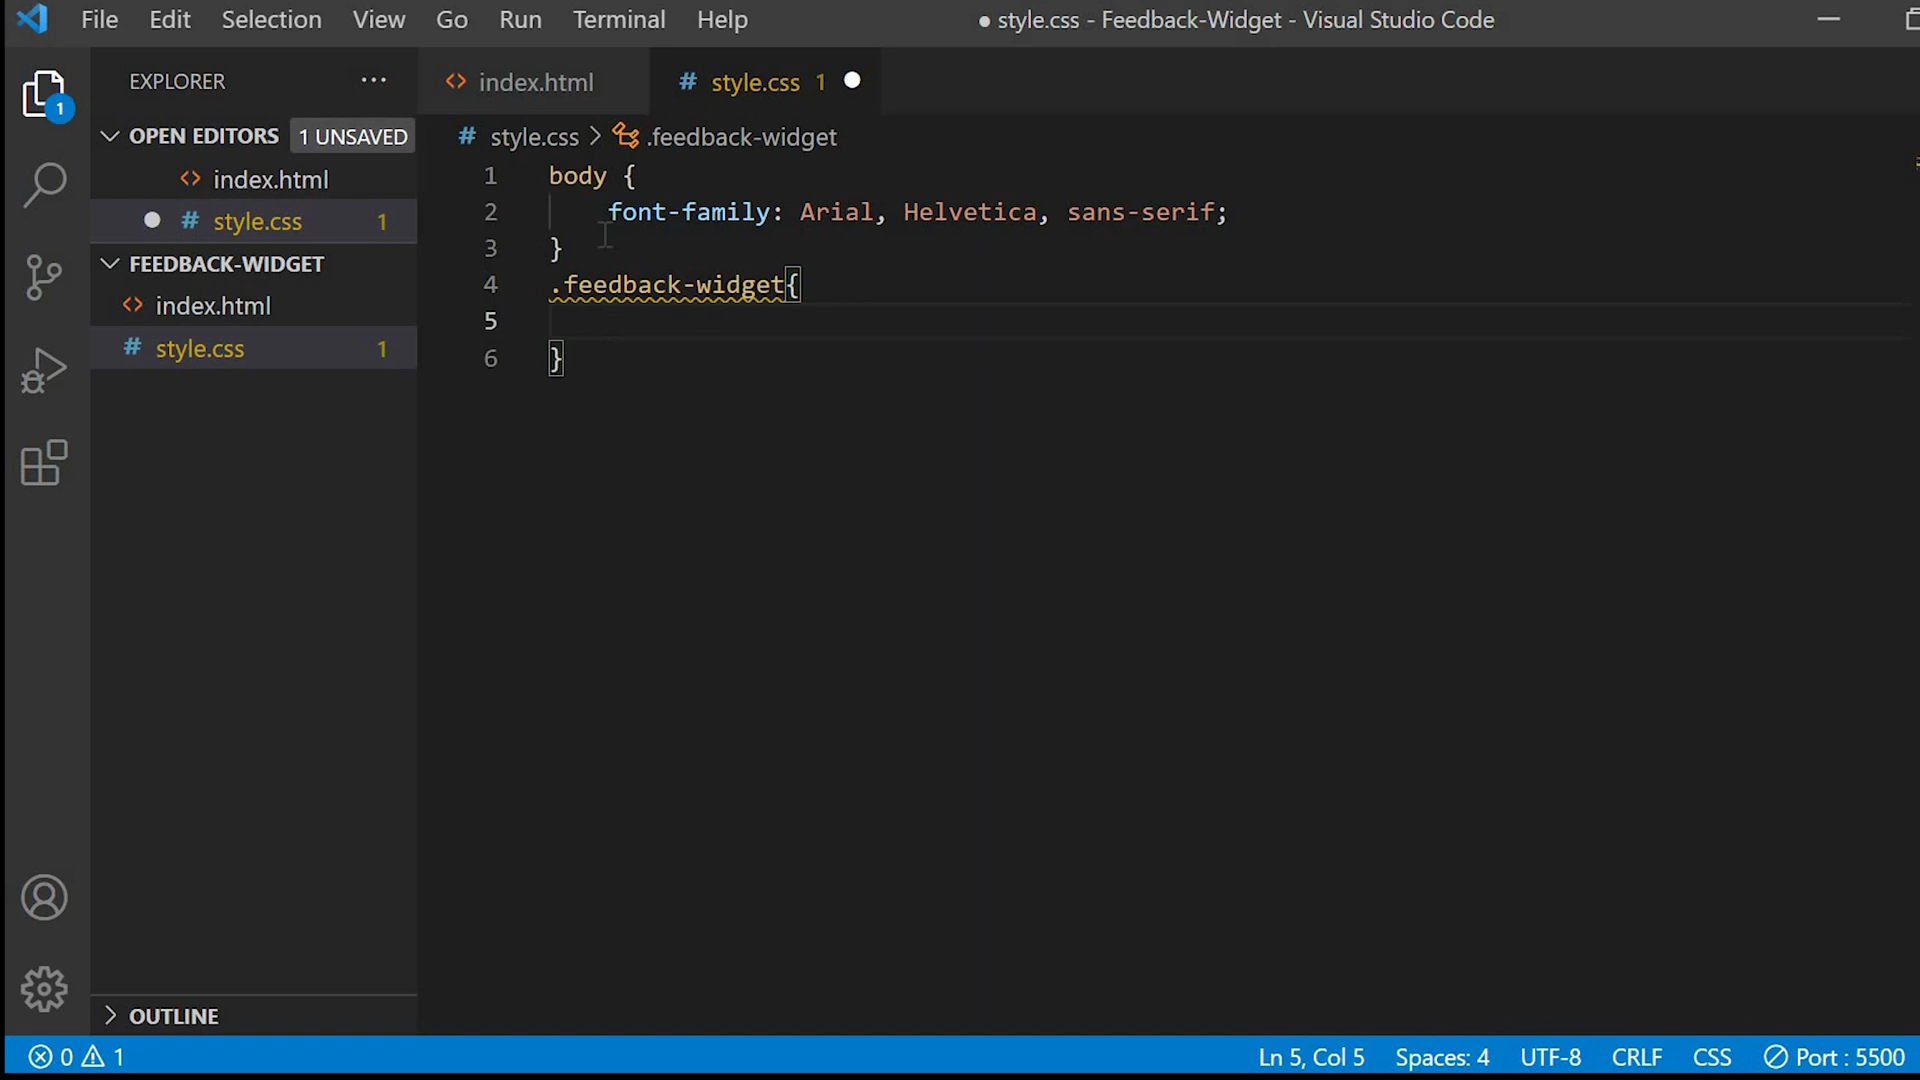 File Edit Selection View Go Run Terminal Help ● style.css - Feedback-Widget - Visual Studio Code
1
EXPLORER ...
OPEN EDITORS 1 UNSAVED
index.html
style.css 1
FEEDBACK-WIDGET
index.html
style.css 1
OUTLINE
index.html
style.css 1
style.css > .feedback-widget
1 body {
2 font-family: Arial, Helvetica, sans-serif;
3 }
4 .feedback-widget{
5
6 }
0 1 Ln 5, Col 5 Spaces: 4 UTF-8 CRLF CSS Port : 5500